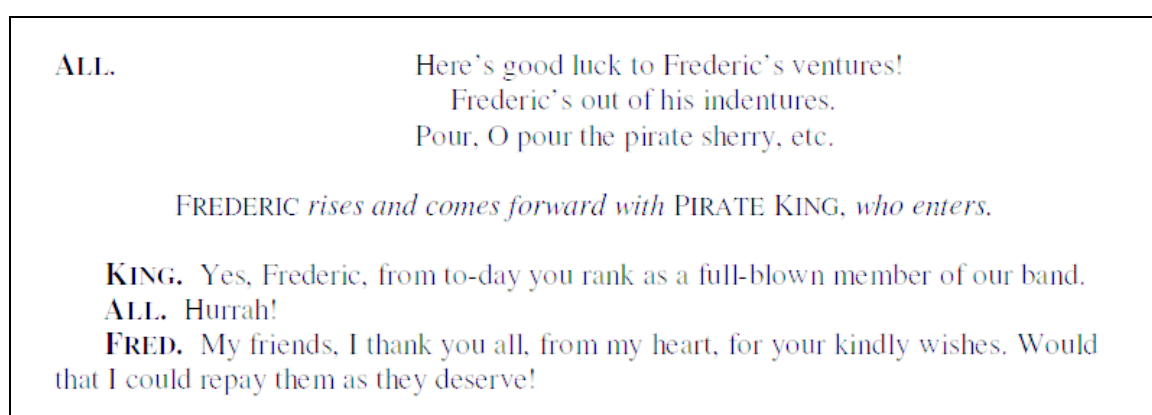 ALL. Here's good luck to Frederic's ventures!
Frederic's out of his indentures.
Pour, O pour the pirate sherry, etc.
FREDERIC rises and comes forward with PIRATE KING, who enters.
KING. Yes, Frederic, from to-day you rank as a full-blown member of our band.
ALL. Hurrah!
FRED. My friends, I thank you all, from my heart, for your kindly wishes. Would
that I could repay them as they deserve!